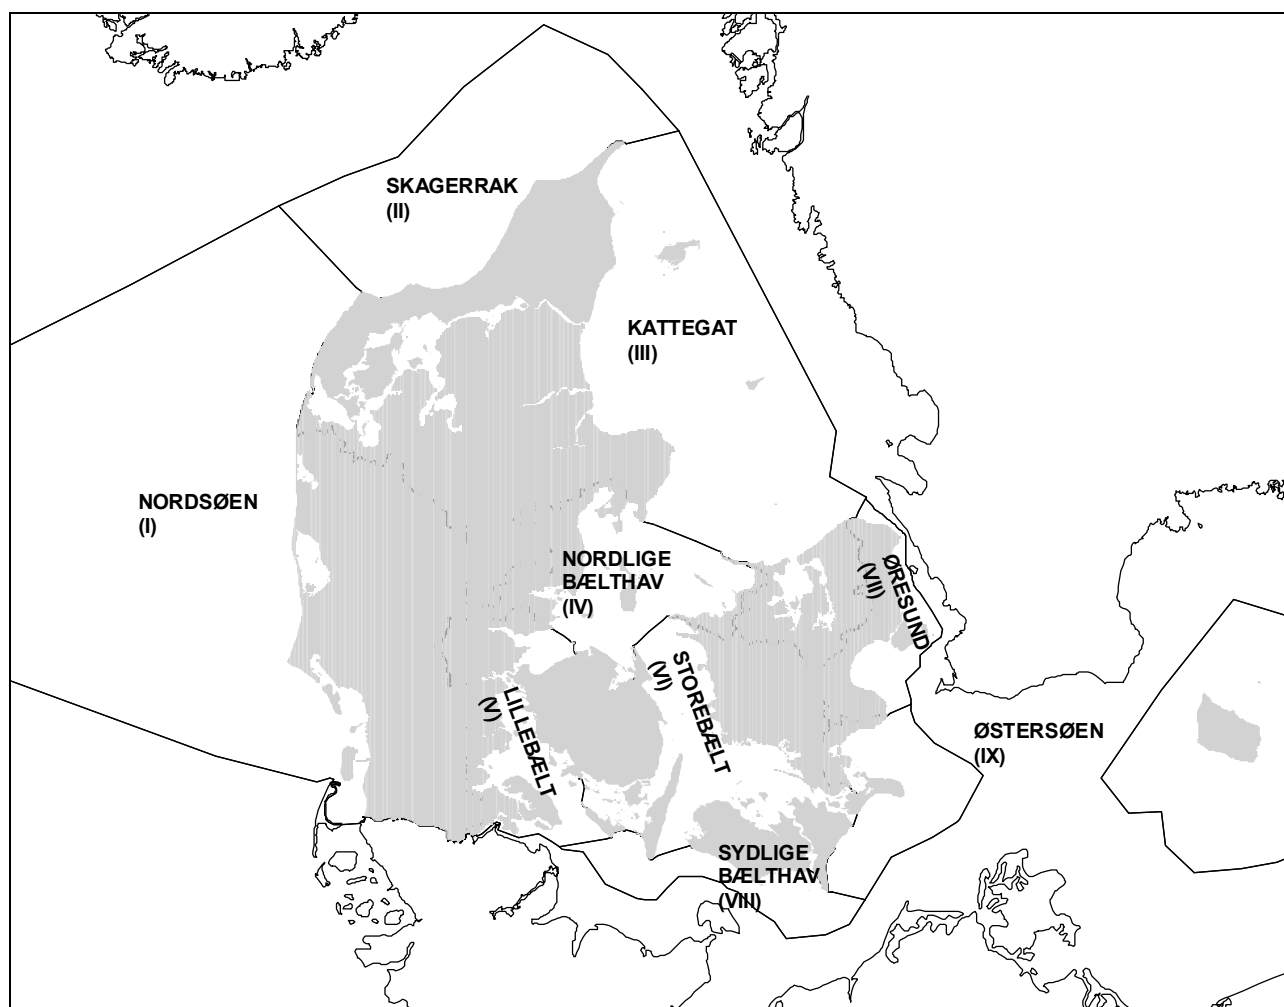 SKAGERRAK
(II)
KATTEGAT
(III)
NORDSØEN
(I)
NORDLIGE
BÆLTHAV
(IV)
ØRESUND
(VII)
STOREBÆLT
(VI)
LILLEBÆLT
(V)
ØSTERSØEN
(IX)
SYDLIGE
BÆLTHAV
(VIII)